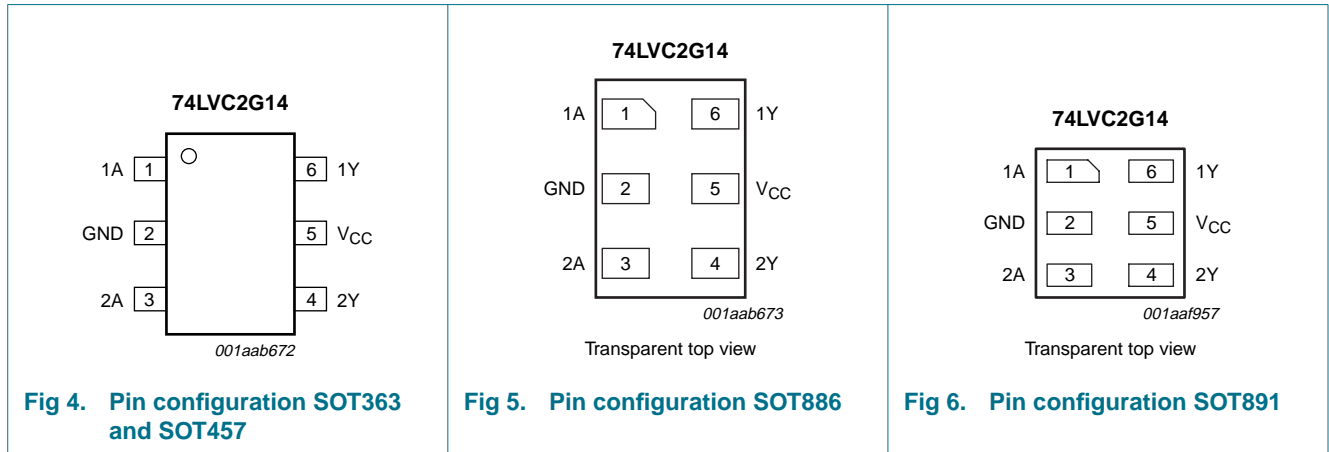 74LVC2G14
1A 1 6 1Y
GND 2 5 VCC
2A 3 4 2Y
001aab672
Fig 4. Pin configuration SOT363
and SOT457
74LVC2G14
1A 1 6 1Y
GND 2 5 VCC
2A 3 4 2Y
001aab673
Transparent top view
Fig 5. Pin configuration SOT886
74LVC2G14
1A 1 6 1Y
GND 2 5 VCC
2A 3 4 2Y
001aaf957
Transparent top view
Fig 6. Pin configuration SOT891